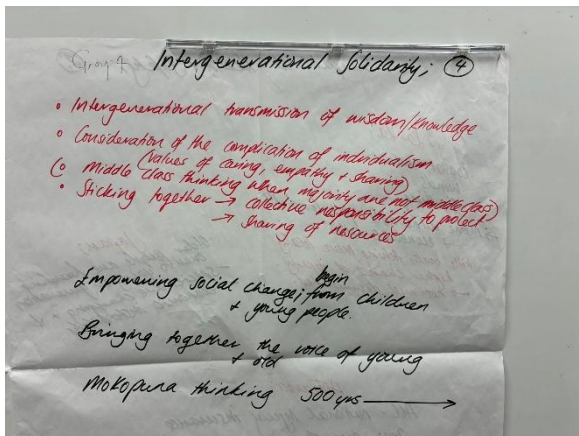 Group 4
Intergenerational Solidarity; 4
• Intergenerational transmission of wisdom/knowledge
• Consideration of the complication of individualism
(values of caring, empathy + sharing)
(• Middle class thinking when majority are not middle class)
• Sticking together → collective responsibility to protect
→ sharing of resources
begin
Empowering social change; from children
+ young people.
Bringing together the voice of young
+ old
Mokopuna thinking 500 yrs →